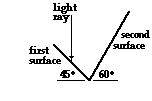 light
ray
first
surface
second
surface
45° 60°